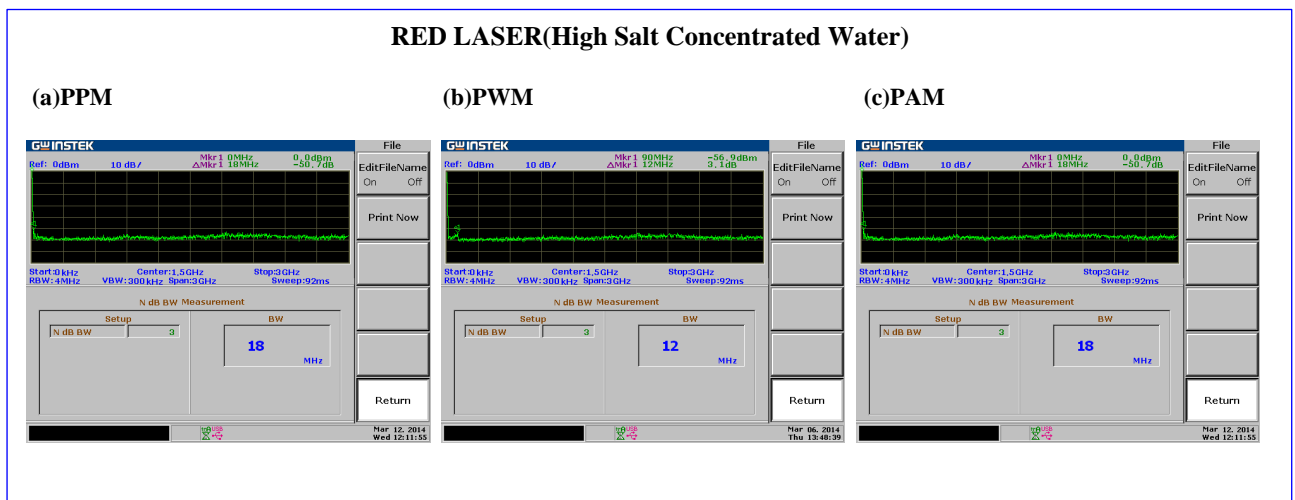 RED LASER(High Salt Concentrated Water)
(a)PPM
(b)PWM
(c)PAM
GWINSTEK
File
Ref: 0dBm 10 dB/ Mkr1 0MHz 0.0dBm
ΔMkr1 18MHz -50.7dB
EditFileName
On Off
Print Now
Start:0kHz Center:1.5GHz Stop:3GHz
RBW:4MHz VBW:300kHz Span:3GHz Sweep:92ms
N dB BW Measurement
Setup BW
N dB BW 3
18
MHz
Return
USB
Mar 12. 2014
Wed 12:11:55
GWINSTEK
File
Ref: 0dBm 10 dB/ Mkr1 90MHz -56.9dBm
ΔMkr1 12MHz 3.1dB
EditFileName
On Off
Print Now
Start:0kHz Center:1.5GHz Stop:3GHz
RBW:4MHz VBW:300kHz Span:3GHz Sweep:92ms
N dB BW Measurement
Setup BW
N dB BW 3
12
MHz
Return
USB
Mar 06. 2014
Thu 13:48:39
GWINSTEK
File
Ref: 0dBm 10 dB/ Mkr1 0MHz 0.0dBm
ΔMkr1 18MHz -50.7dB
EditFileName
On Off
Print Now
Start:0kHz Center:1.5GHz Stop:3GHz
RBW:4MHz VBW:300kHz Span:3GHz Sweep:92ms
N dB BW Measurement
Setup BW
N dB BW 3
18
MHz
Return
USB
Mar 12. 2014
Wed 12:11:55